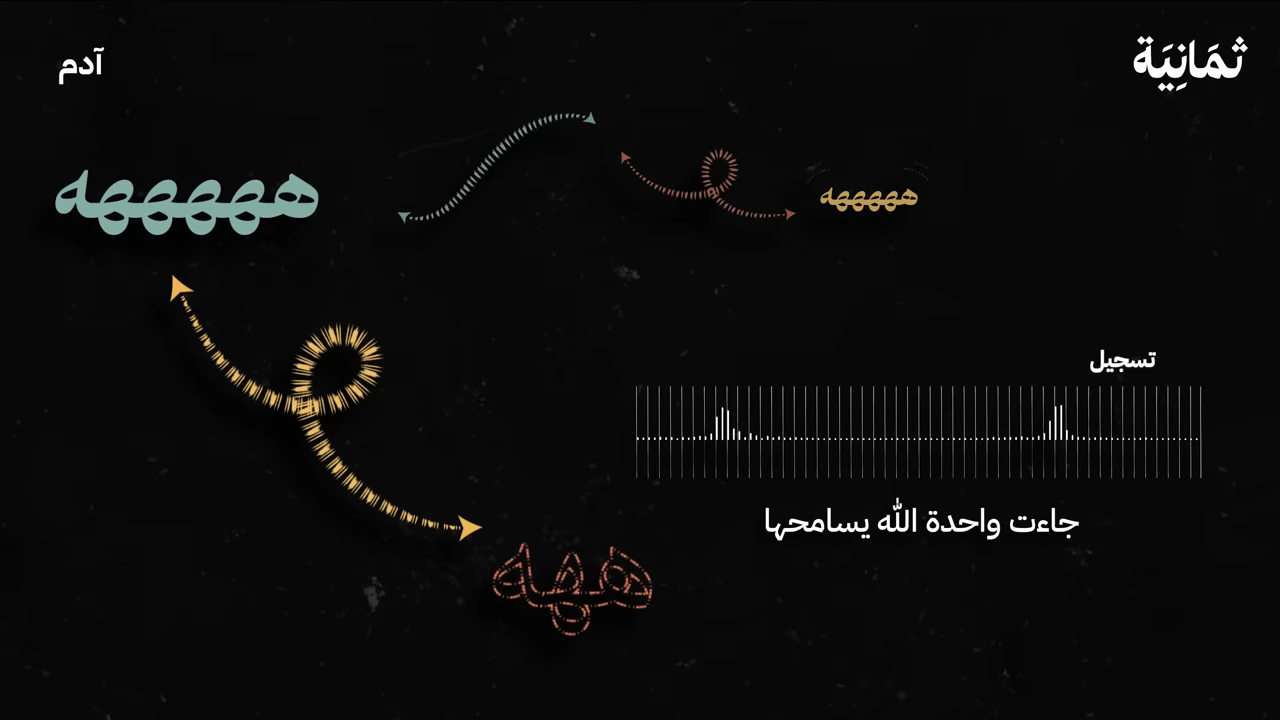 ثمَانِيَة
آدم
هههههه
هههههه
تسجيل
جاءت واحدة الله يسامحها
ههه